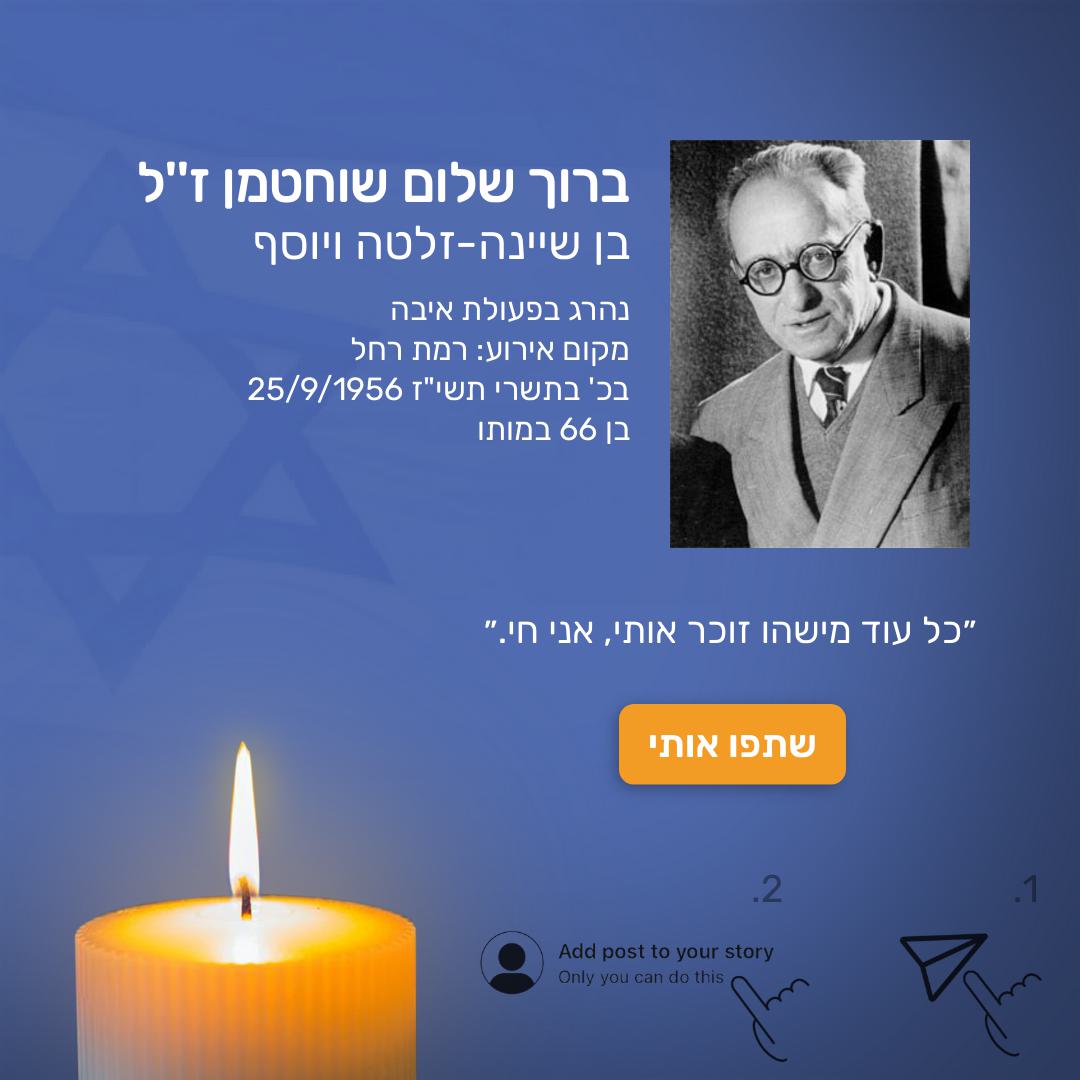 ברוך שלום שוחטמן ז"ל
בן שיינה-זלטה ויוסף
נהרג בפעולת איבה
מקום אירוע: רמת רחל
בכ' בתשרי תשי"ז 25/9/1956
בן 66 במותו
״כל עוד מישהו זוכר אותי, אני חי.״
שתפו אותי
1.
2.
Add post to your story
Only you can do this